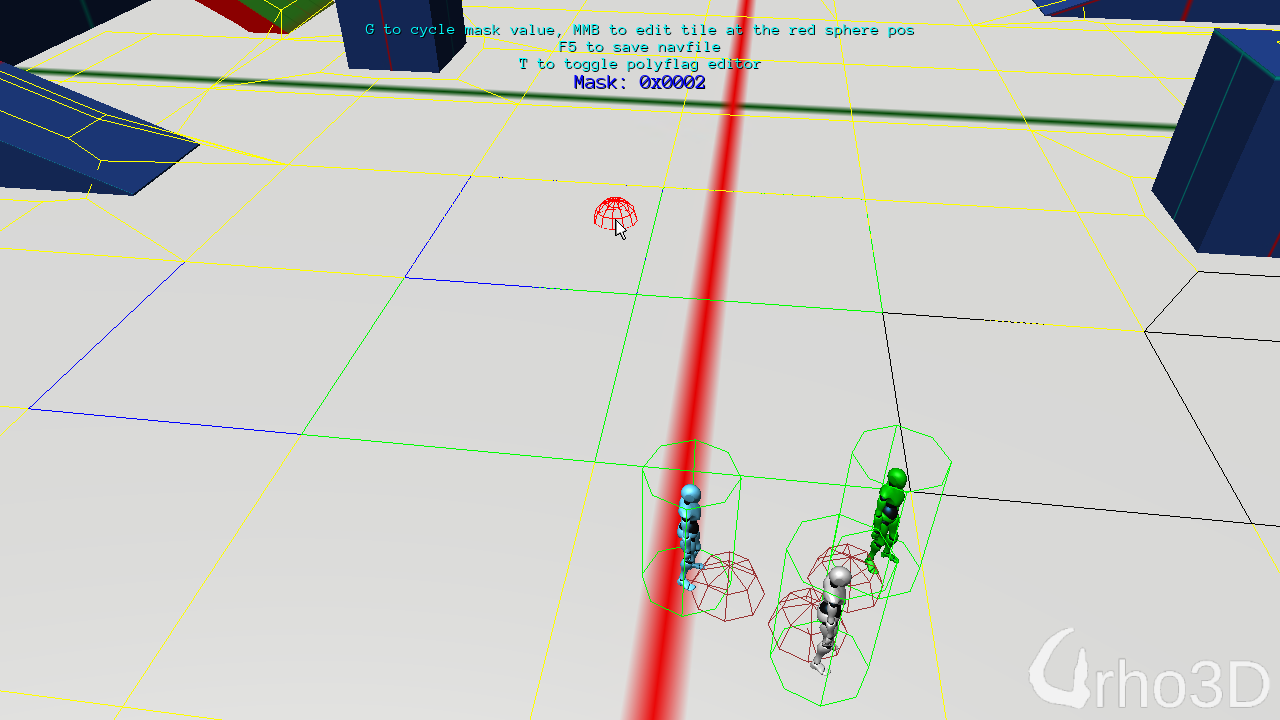 G to cycle mask value, MMB to edit tile at the red sphere pos
F5 to save navfile
T to toggle polyflag editor
Mask: 0x0002
Urho3D